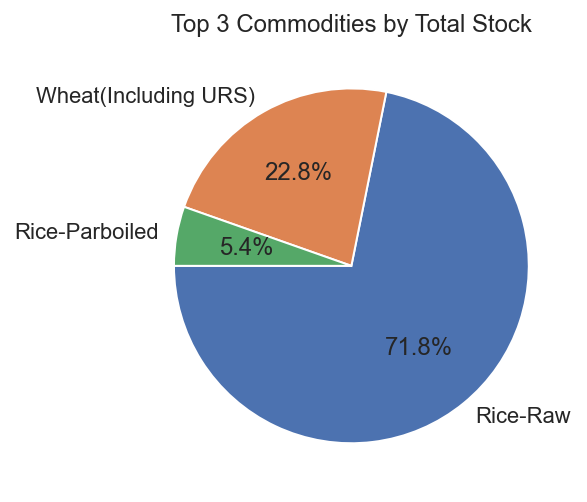 Top 3 Commodities by Total Stock
Wheat(Including URS)
22.8%
Rice-Parboiled
5.4%
71.8%
Rice-Raw